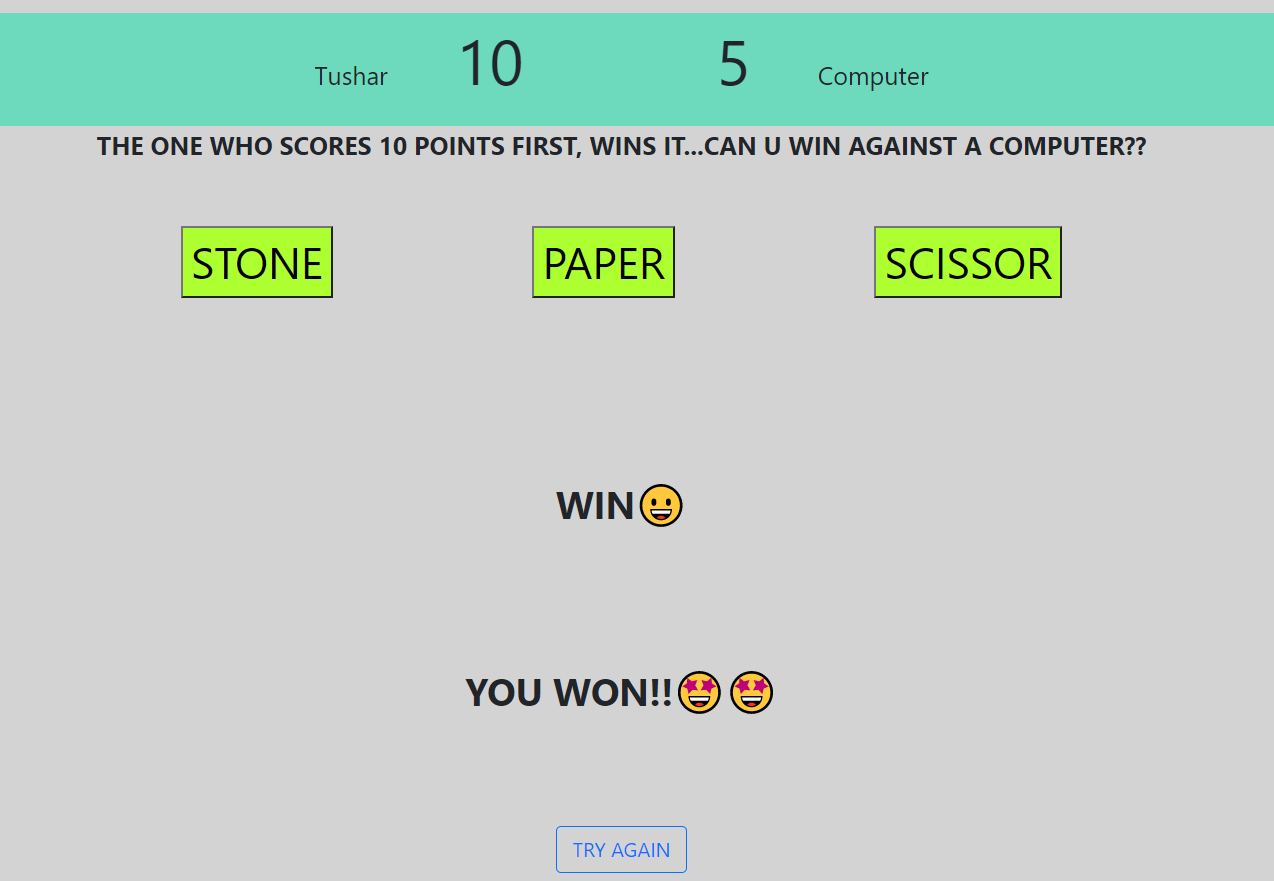 Tushar 10 5 Computer
THE ONE WHO SCORES 10 POINTS FIRST, WINS IT...CAN U WIN AGAINST A COMPUTER??
STONE PAPER SCISSOR
WIN😀
YOU WON!!🤩🤩
TRY AGAIN